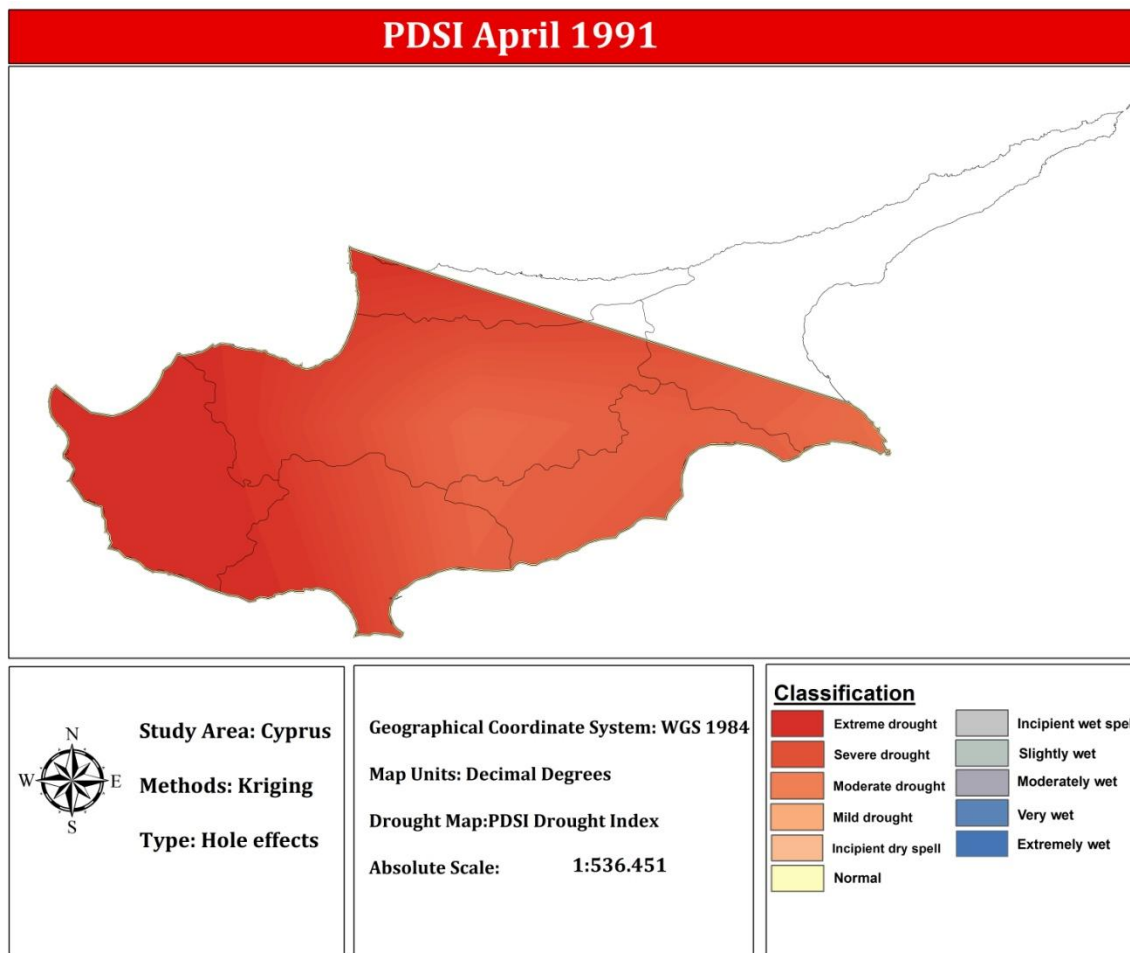 PDSI April 1991
N
W E
S
Study Area: Cyprus
Methods: Kriging
Type: Hole effects
Geographical Coordinate System: WGS 1984
Map Units: Decimal Degrees
Drought Map:PDSI Drought Index
Absolute Scale: 1:536.451
Classification
Extreme drought
Severe drought
Moderate drought
Mild drought
Incipient dry spell
Normal
Incipient wet spel
Slightly wet
Moderately wet
Very wet
Extremely wet